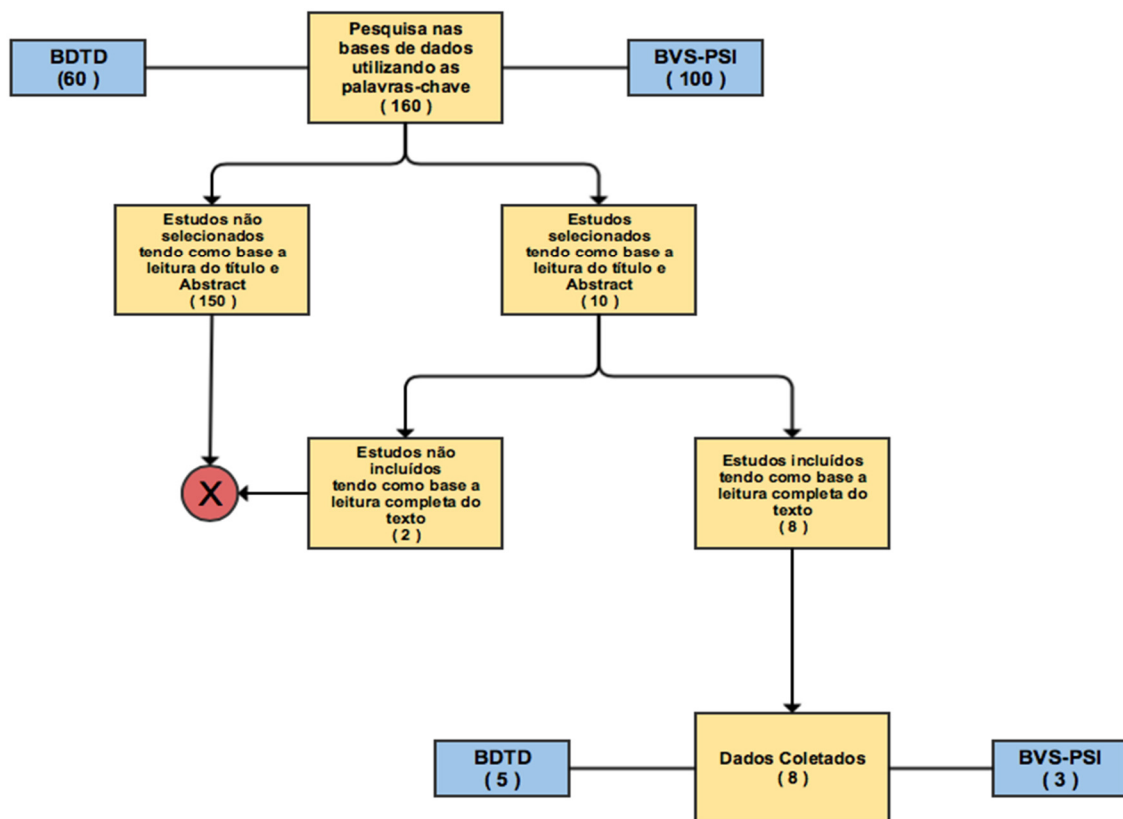 BDTD
(60 )
Pesquisa nas
bases de dados
utilizando as
palavras-chave
( 160 )
BVS-PSI
( 100 )
Estudos não
selecionados
tendo como base a
leitura do título e
Abstract
( 150 )
Estudos
selecionados
tendo como base a
leitura do título e
Abstract
( 10 )
X
Estudos não
incluídos
tendo como base a
leitura completa do
texto
( 2 )
Estudos incluídos
tendo como base a
leitura completa do
texto
( 8 )
BDTD
( 5 )
Dados Coletados
( 8 )
BVS-PSI
( 3 )